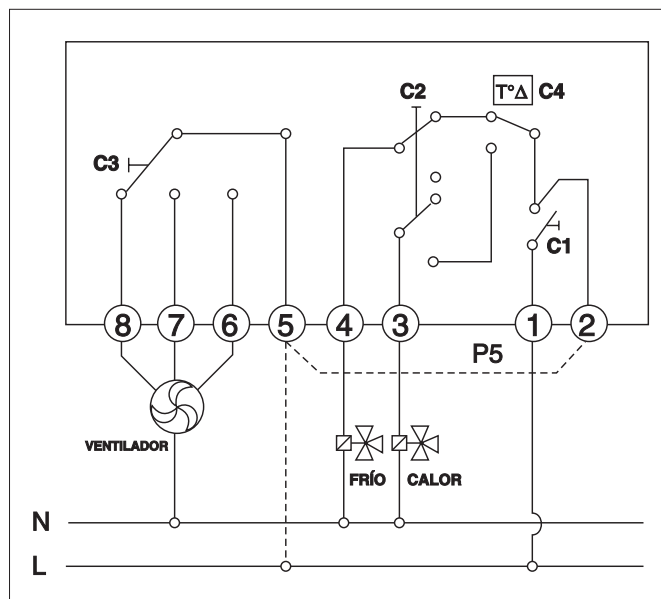 C2
T°Δ C4
C3
C1
8 7 6 5 4 3 1 2
P5
VENTILADOR
FRÍO CALOR
N
L